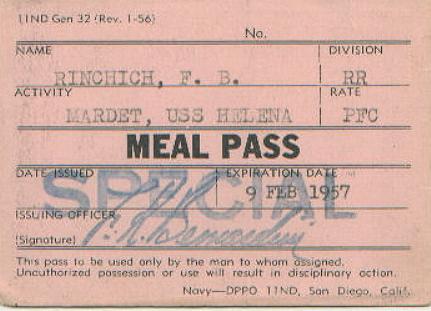 11ND Gen 32 (Rev. 1-56)
No.
NAME DIVISION
RINCHICH, F. B. RR
ACTIVITY RATE
MARDET, USS HELENA PFC
MEAL PASS
DATE ISSUED EXPIRATION DATE
SPECIAL
9 FEB 1957
ISSUING OFFICER
(Signature)
This pass to be used only by the man to whom assigned.
Unauthorized possession or use will result in disciplinary action.
Navy—DPPO 11ND, San Diego, Calif.